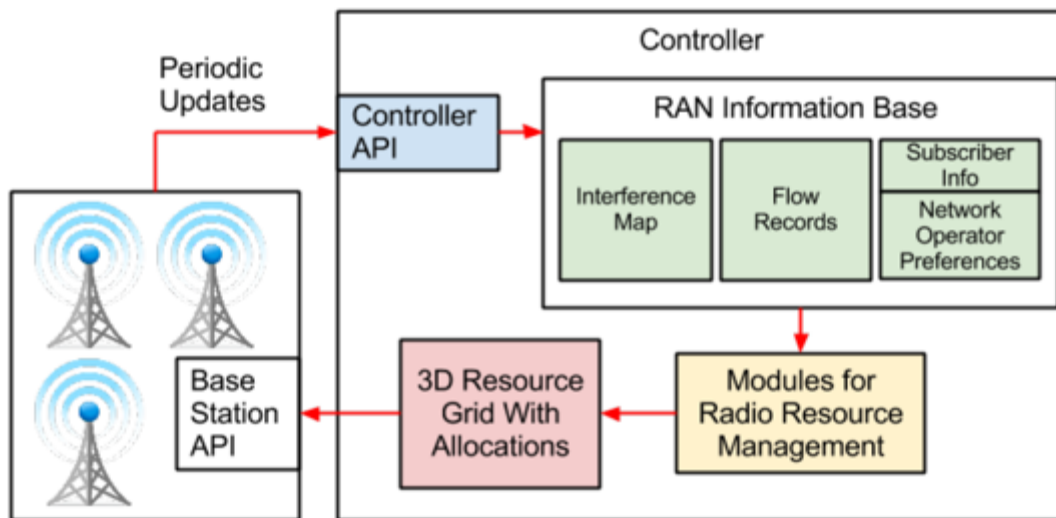 Controller
Periodic
Updates
Controller
API
RAN Information Base
Interference
Map
Flow
Records
Subscriber
Info
Network
Operator
Preferences
Base
Station
API
3D Resource
Grid With
Allocations
Modules for
Radio Resource
Management